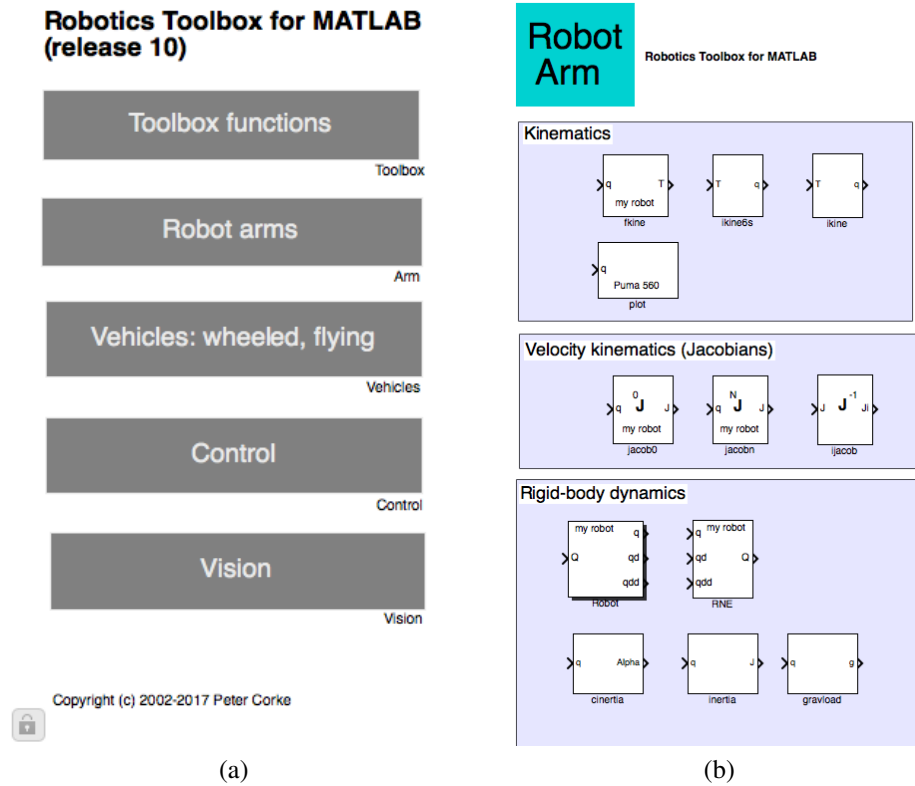 Robotics Toolbox for MATLAB
(release 10)
Toolbox functions
Toolbox
Robot arms
Arm
Vehicles: wheeled, flying
Vehicles
Control
Control
Vision
Vision
Copyright (c) 2002-2017 Peter Corke
(a)
Robot
Arm
Robotics Toolbox for MATLAB
Kinematics
q T
my robot
fkine
T q
ikine6s
T q
ikine
q
Puma 560
plot
Velocity kinematics (Jacobians)
0
q J J
my robot
jacob0
N
q J J
my robot
jacobn
-1
J J Ji
ijacob
Rigid-body dynamics
my robot
q
Q qd
qdd
Robot
my robot
q
qd Q
qdd
RNE
q Alpha
cinertia
q J
inertia
q g
gravload
(b)